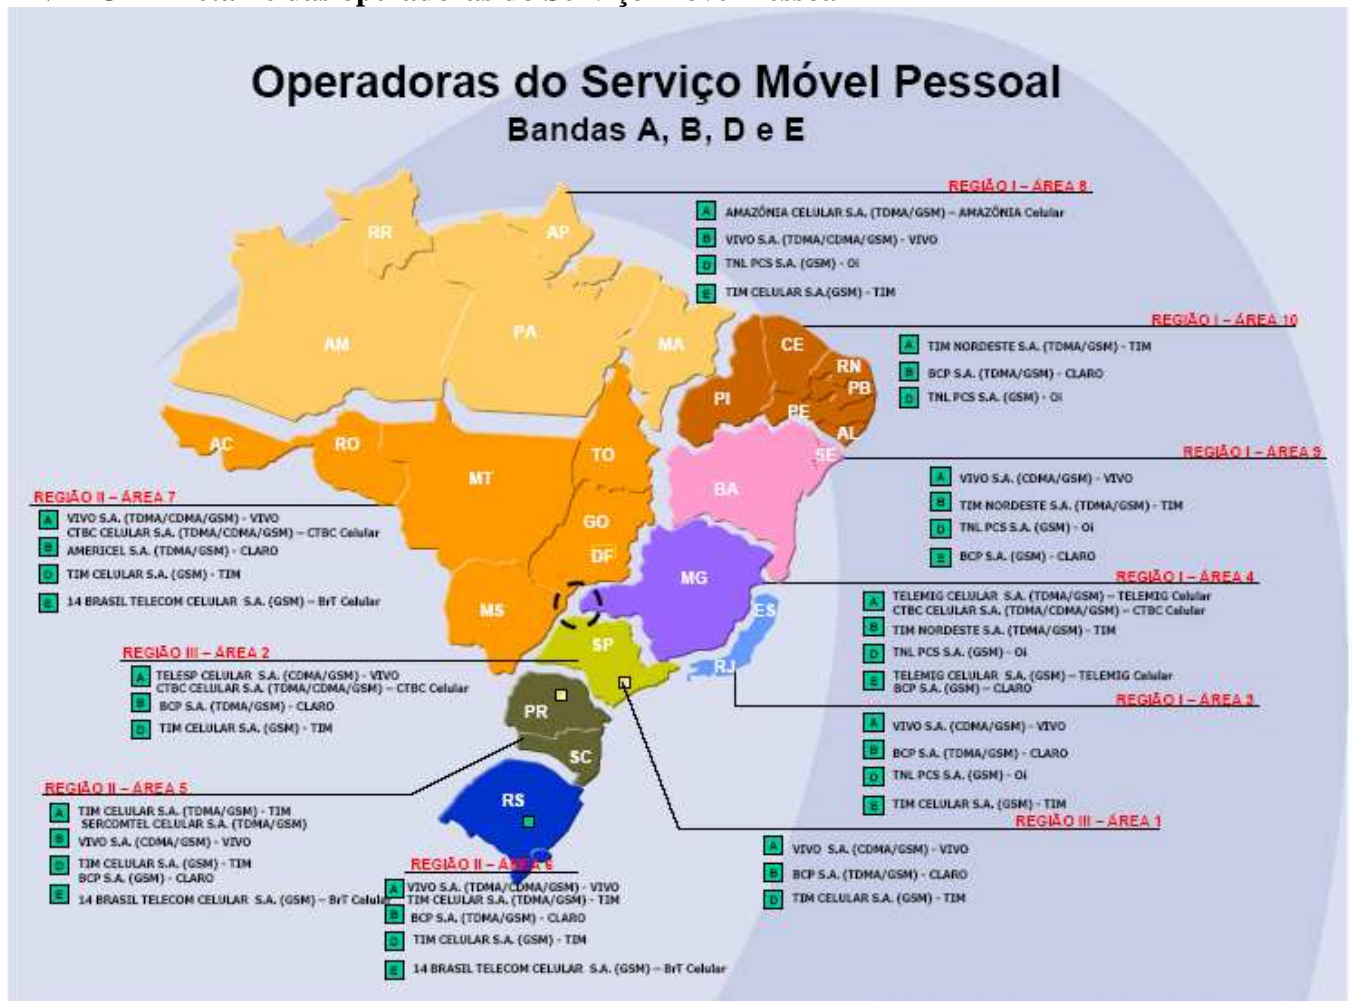 Operadoras do Serviço Móvel Pessoal
Bandas A, B, D e E
REGIÃO I – ÁREA 8
A AMAZÔNIA CELULAR S.A. (TDMA/GSM) – AMAZÔNIA Celular
B VIVO S.A. (TDMA/CDMA/GSM) - VIVO
D TNL PCS S.A. (GSM) - Oi
E TIM CELULAR S.A.(GSM) - TIM
REGIÃO I – ÁREA 10
A TIM NORDESTE S.A. (TDMA/GSM) - TIM
B BCP S.A. (TDMA/GSM) - CLARO
D TNL PCS S.A. (GSM) - Oi
REGIÃO I – ÁREA 9
A VIVO S.A. (CDMA/GSM) - VIVO
B TIM NORDESTE S.A. (TDMA/GSM) - TIM
D TNL PCS S.A. (GSM) - Oi
E BCP S.A. (GSM) - CLARO
REGIÃO I – ÁREA 4
A TELEMIG CELULAR S.A. (TDMA/GSM) – TELEMIG Celular
CTBC CELULAR S.A. (TDMA/CDMA/GSM) – CTBC Celular
B TIM NORDESTE S.A. (TDMA/GSM) - TIM
D TNL PCS S.A. (GSM) - Oi
E TELEMIG CELULAR S.A. (GSM) – TELEMIG Celular
BCP S.A. (GSM) – CLARO
REGIÃO I – ÁREA 3
A VIVO S.A. (CDMA/GSM) - VIVO
B BCP S.A. (TDMA/GSM) - CLARO
D TNL PCS S.A. (GSM) - Oi
E TIM CELULAR S.A. (GSM) - TIM
REGIÃO III – ÁREA 1
A VIVO S.A. (CDMA/GSM) - VIVO
B BCP S.A. (TDMA/GSM) - CLARO
D TIM CELULAR S.A. (GSM) - TIM
REGIÃO II – ÁREA 7
A VIVO S.A. (TDMA/CDMA/GSM) - VIVO
CTBC CELULAR S.A. (TDMA/CDMA/GSM) – CTBC Celular
B AMERICEL S.A. (TDMA/GSM) - CLARO
D TIM CELULAR S.A. (GSM) - TIM
E 14 BRASIL TELECOM CELULAR S.A. (GSM) – BrT Celular
REGIÃO III – ÁREA 2
A TELESP CELULAR S.A. (CDMA/GSM) - VIVO
CTBC CELULAR S.A. (TDMA/CDMA/GSM) – CTBC Celular
B BCP S.A. (TDMA/GSM) - CLARO
D TIM CELULAR S.A. (GSM) - TIM
REGIÃO II – ÁREA 5
A TIM CELULAR S.A. (TDMA/GSM) - TIM
SERCOMTEL CELULAR S.A. (TDMA/GSM)
B VIVO S.A. (CDMA/GSM) - VIVO
D TIM CELULAR S.A. (GSM) - TIM
BCP S.A. (GSM) - CLARO
E 14 BRASIL TELECOM CELULAR S.A. (GSM) – BrT Celular
REGIÃO II – ÁREA 6
A VIVO S.A. (TDMA/CDMA/GSM) - VIVO
TIM CELULAR S.A. (TDMA/GSM) - TIM
B BCP S.A. (TDMA/GSM) - CLARO
D TIM CELULAR S.A. (GSM) - TIM
E 14 BRASIL TELECOM CELULAR S.A. (GSM) – BrT Celular
RR
AP
AM
PA
MA
CE
RN
PB
PI
PE
AL
SE
AC
RO
TO
MT
BA
GO
DF
MG
MS
ES
SP
RJ
PR
SC
RS